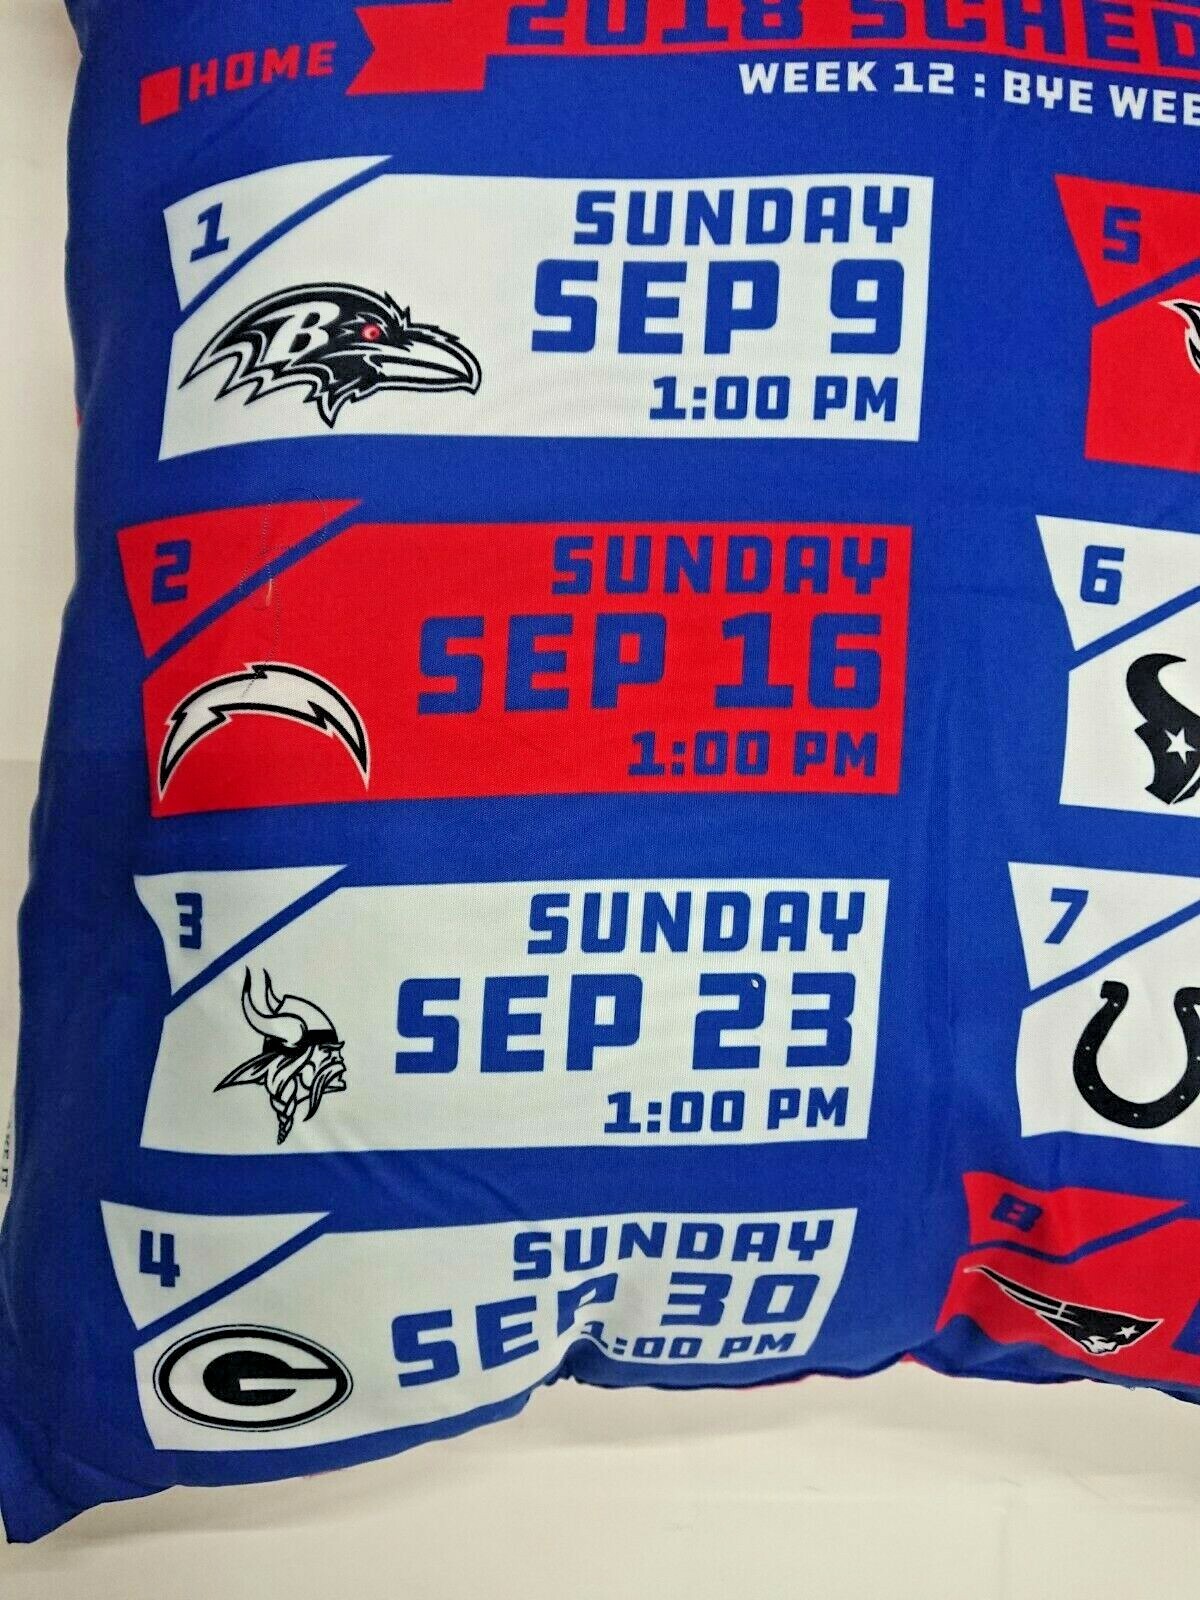 HOME
2018 SCHED
WEEK 12 : BYE WEE
1
SUNDAY
SEP 9
1:00 PM
B
2
SUNDAY
SEP 16
1:00 PM
3
SUNDAY
SEP 23
1:00 PM
4
SUNDAY
SEP 30
1:00 PM
G
5
6
7
8